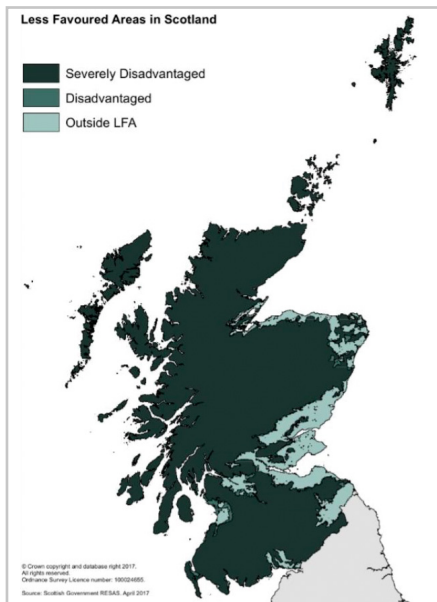 Less Favoured Areas in Scotland
Severely Disadvantaged
Disadvantaged
Outside LFA
© Crown copyright and database right 2017;
All rights reserved.
Ordnance Survey Licence number: 100024655.
Source: Scottish Government RESAS, April 2017